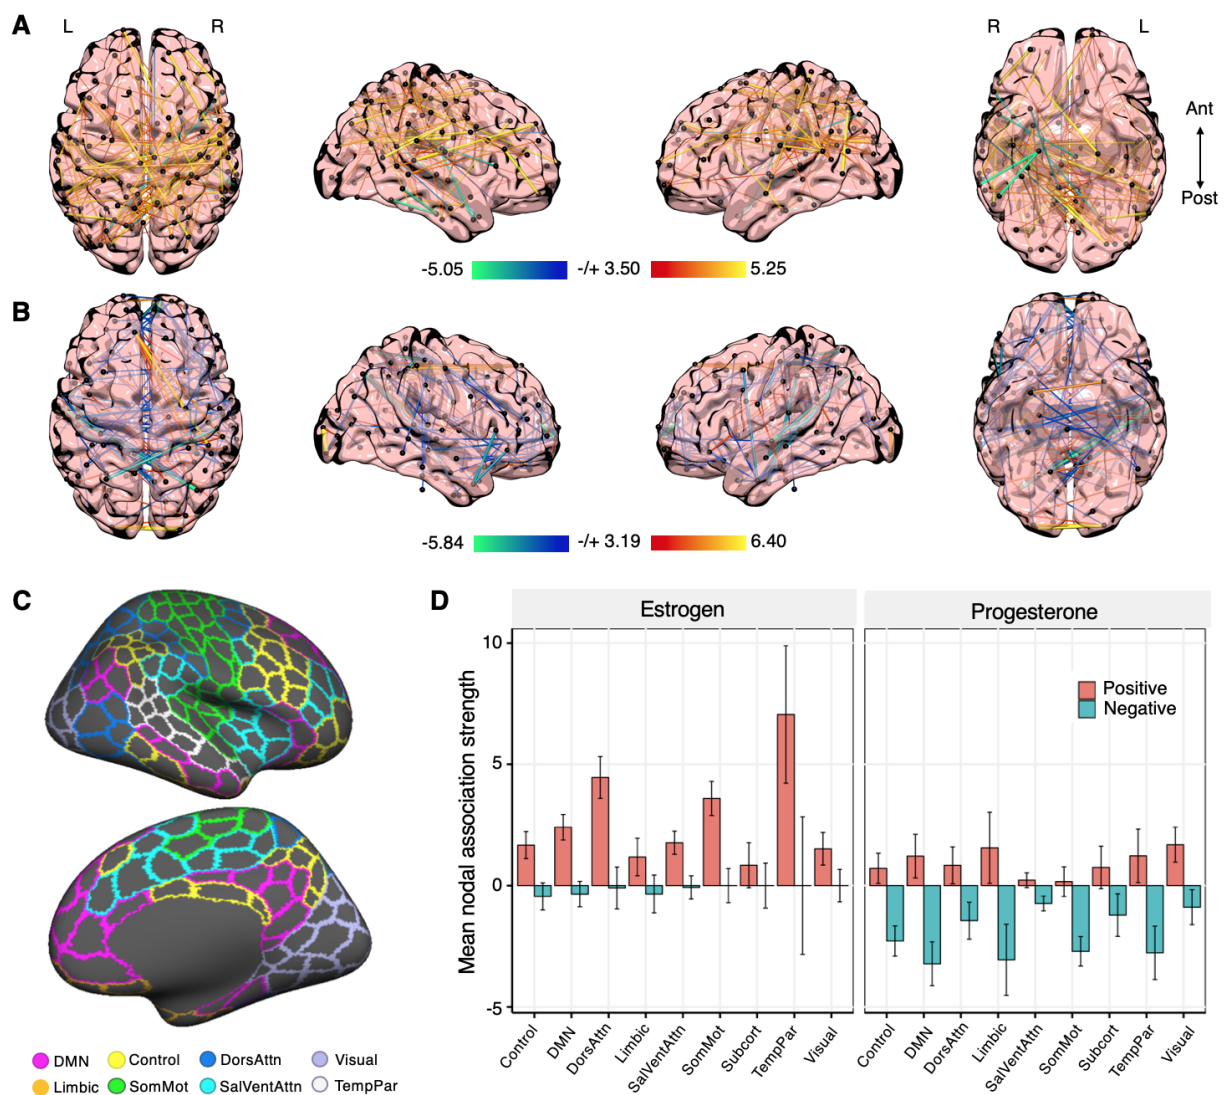 A
L R
R L
Ant
Post
-5.05 -/+ 3.50 5.25
B
-5.84 -/+ 3.19 6.40
C
DMN Control DorsAttn Visual
Limbic SomMot SalVentAttn TempPar
D
Estrogen Progesterone
Mean nodal association strength
10
5
0
-5
Positive
Negative
Control DMN DorsAttn Limbic SalVentAttn SomMot Subcort TempPar Visual
Control DMN DorsAttn Limbic SalVentAttn SomMot Subcort TempPar Visual